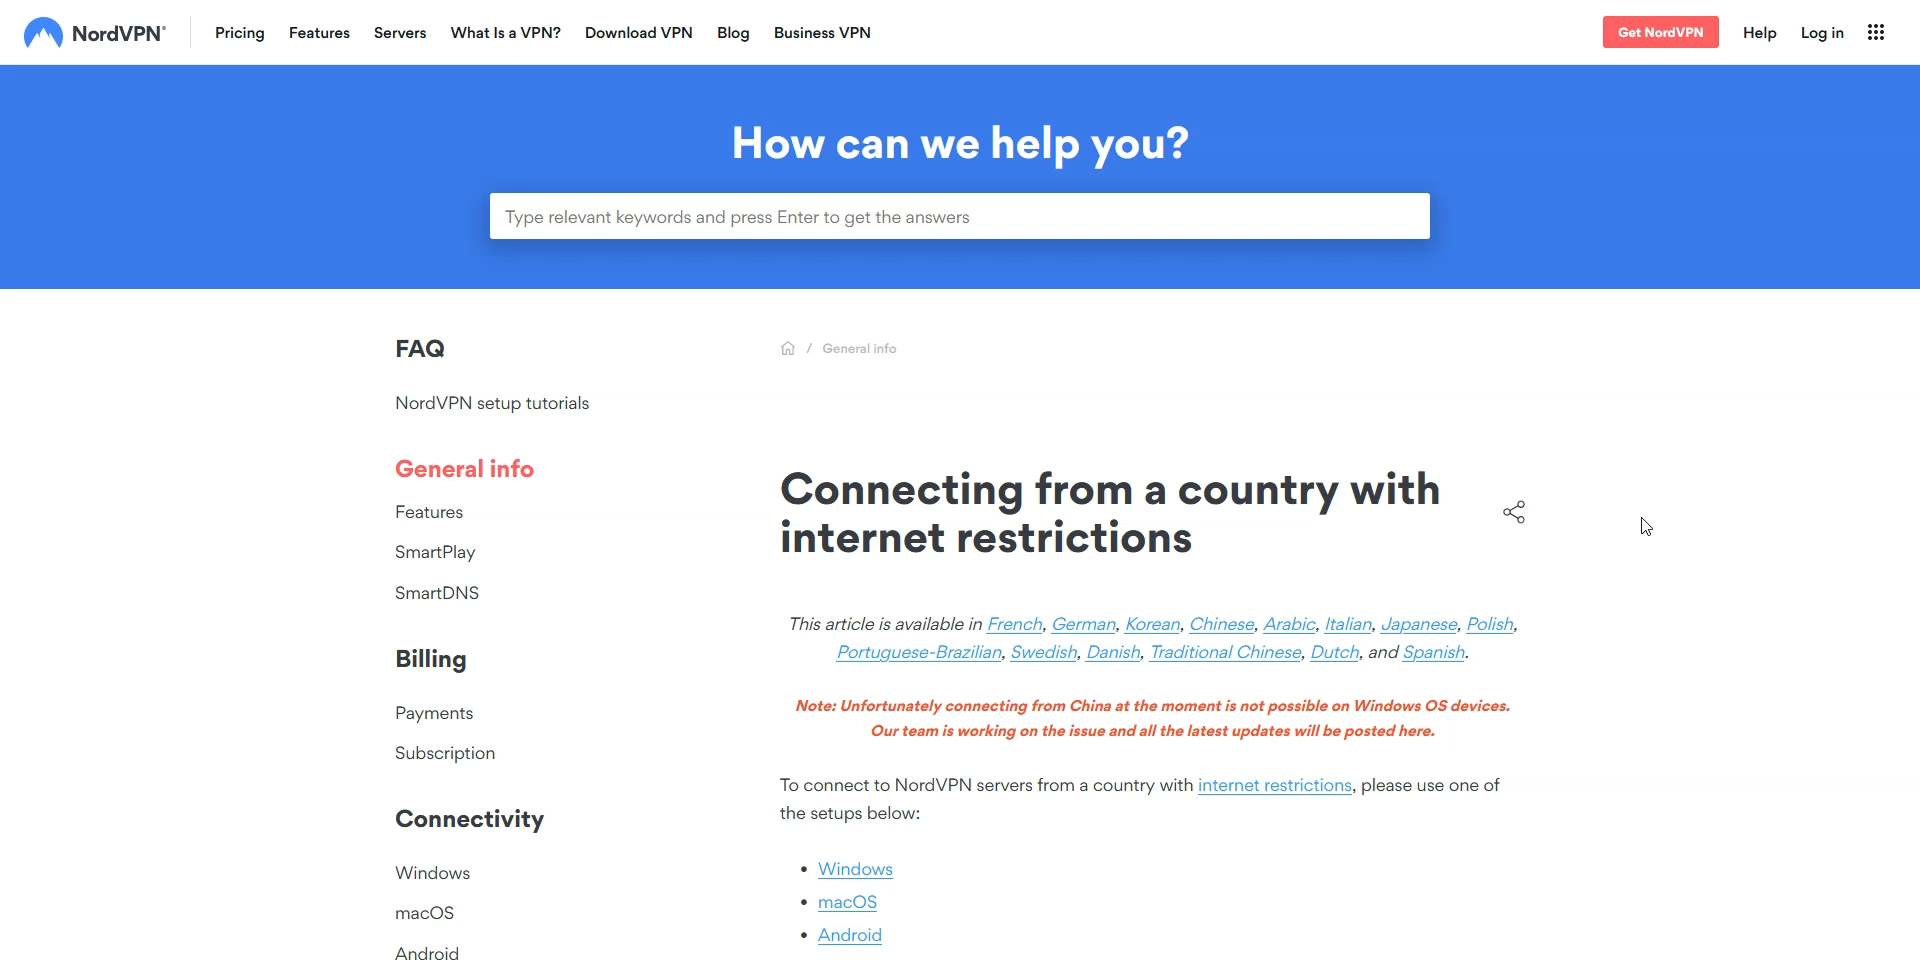 NordVPN®
Pricing Features Servers What Is a VPN? Download VPN Blog Business VPN
Get NordVPN Help Log in
How can we help you?
Type relevant keywords and press Enter to get the answers
FAQ
NordVPN setup tutorials
General info
Features
SmartPlay
SmartDNS
Billing
Payments
Subscription
Connectivity
Windows
macOS
Android
/ General info
Connecting from a country with
internet restrictions
This article is available in French, German, Korean, Chinese, Arabic, Italian, Japanese, Polish,
Portuguese-Brazilian, Swedish, Danish, Traditional Chinese, Dutch, and Spanish.
Note: Unfortunately connecting from China at the moment is not possible on Windows OS devices.
Our team is working on the issue and all the latest updates will be posted here.
To connect to NordVPN servers from a country with internet restrictions, please use one of
the setups below:
• Windows
• macOS
• Android